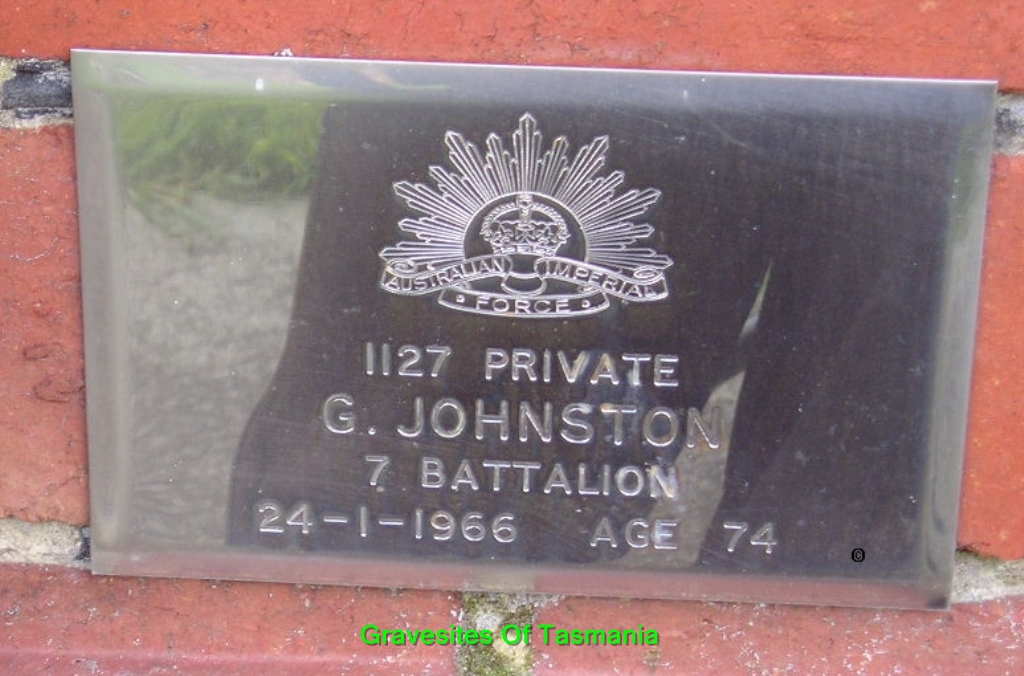 AUSTRALIAN IMPERIAL
· FORCE ·
1127 PRIVATE
G. JOHNSTON
7 BATTALION
24-1-1966 AGE 74
©
Gravesites Of Tasmania